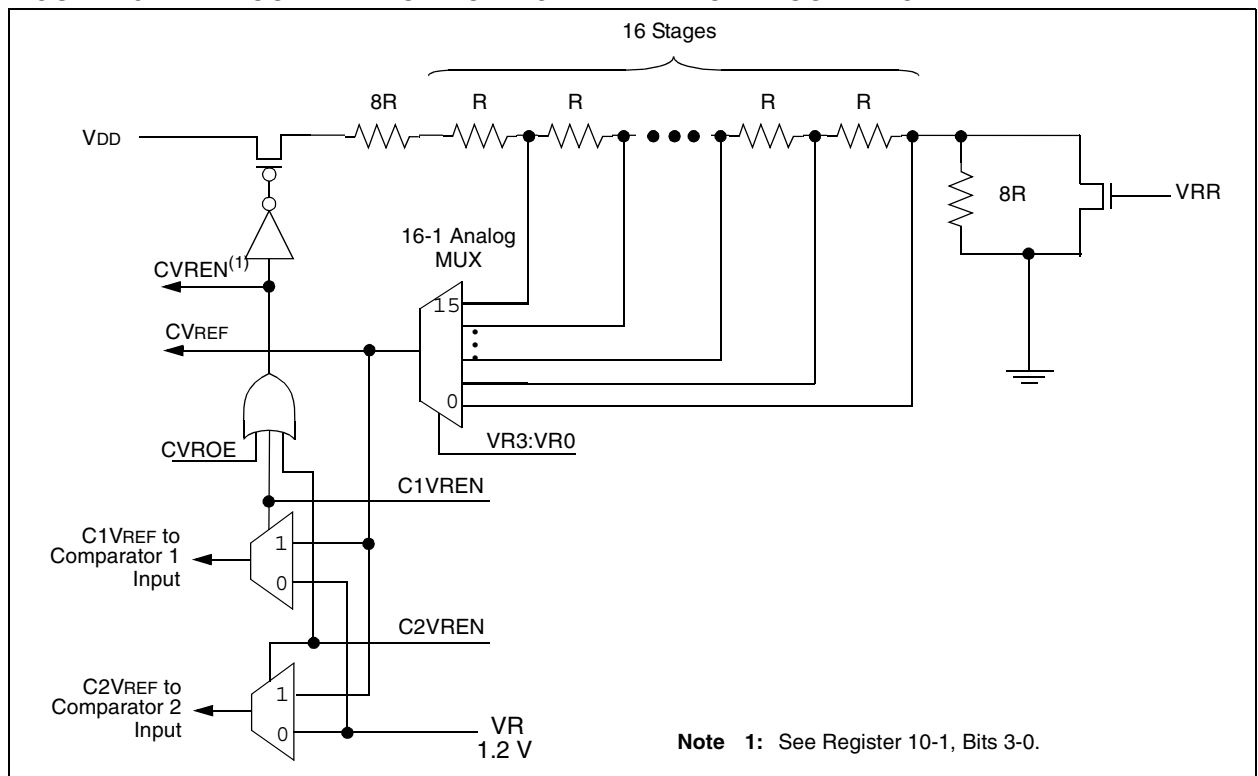 16 Stages
8R R R R R
VDD
8R
VRR
16-1 Analog
MUX
CVREN(1)
15
CVREF
0
VR3:VR0
CVROE
C1VREN
C1VREF to
Comparator 1
Input
1
0
C2VREN
C2VREF to
Comparator 2
Input
1
0
VR
1.2 V
Note 1: See Register 10-1, Bits 3-0.